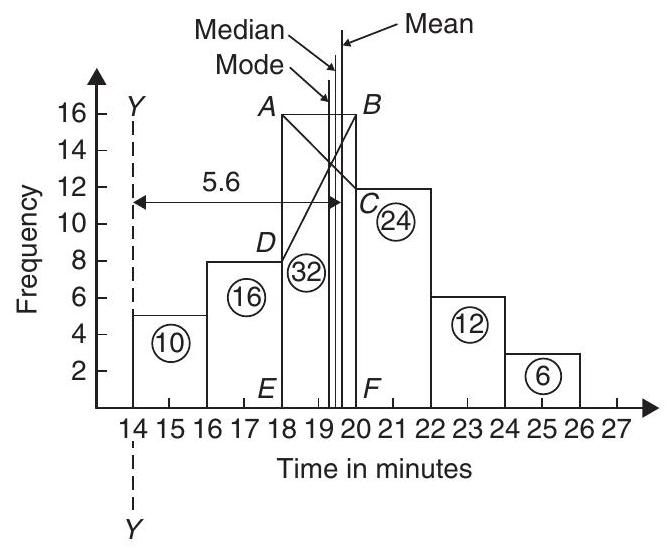 Median
Mean
Mode
16
Y
A
B
14
5.6
12
C
24
10
Frequency
D
8
32
16
6
12
4
10
6
2
E
F
14 15 16 17 18 19 20 21 22 23 24 25 26 27
Time in minutes
Y